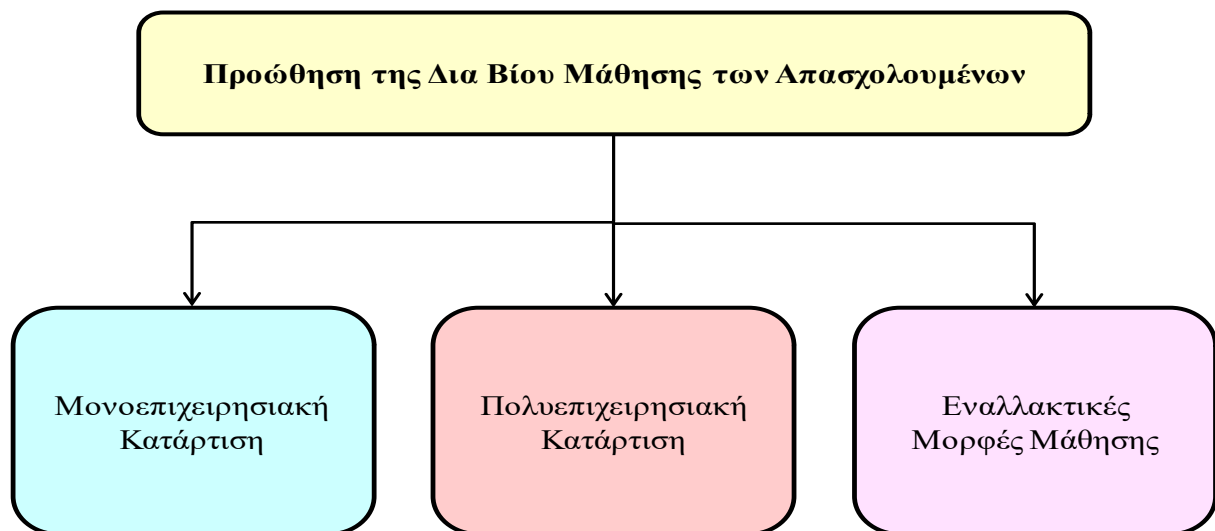 Προώθηση της Δια Βίου Μάθησης των Απασχολουμένων
Μονοεπιχειρησιακή
Κατάρτιση
Πολυεπιχειρησιακή
Κατάρτιση
Εναλλακτικές
Μορφές Μάθησης